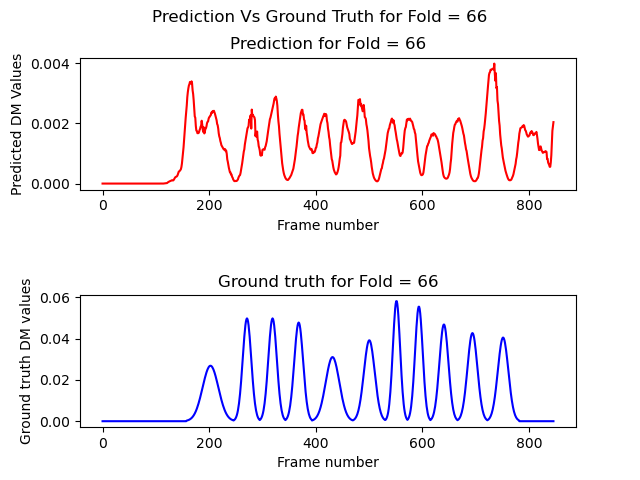 Prediction Vs Ground Truth for Fold = 66
Prediction for Fold = 66
Predicted DM Values
0.004
0.002
0.000
0 200 400 600 800
Frame number
Ground truth for Fold = 66
Ground truth DM values
0.06
0.04
0.02
0.00
0 200 400 600 800
Frame number